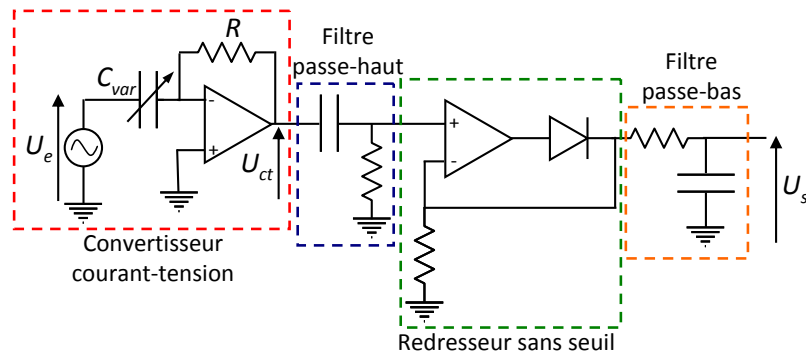 R
Filtre
passe-haut
Filtre
passe-bas
C_var
-
+
+
-
U_e
U_ct
U_s
Convertisseur
courant-tension
Redresseur sans seuil